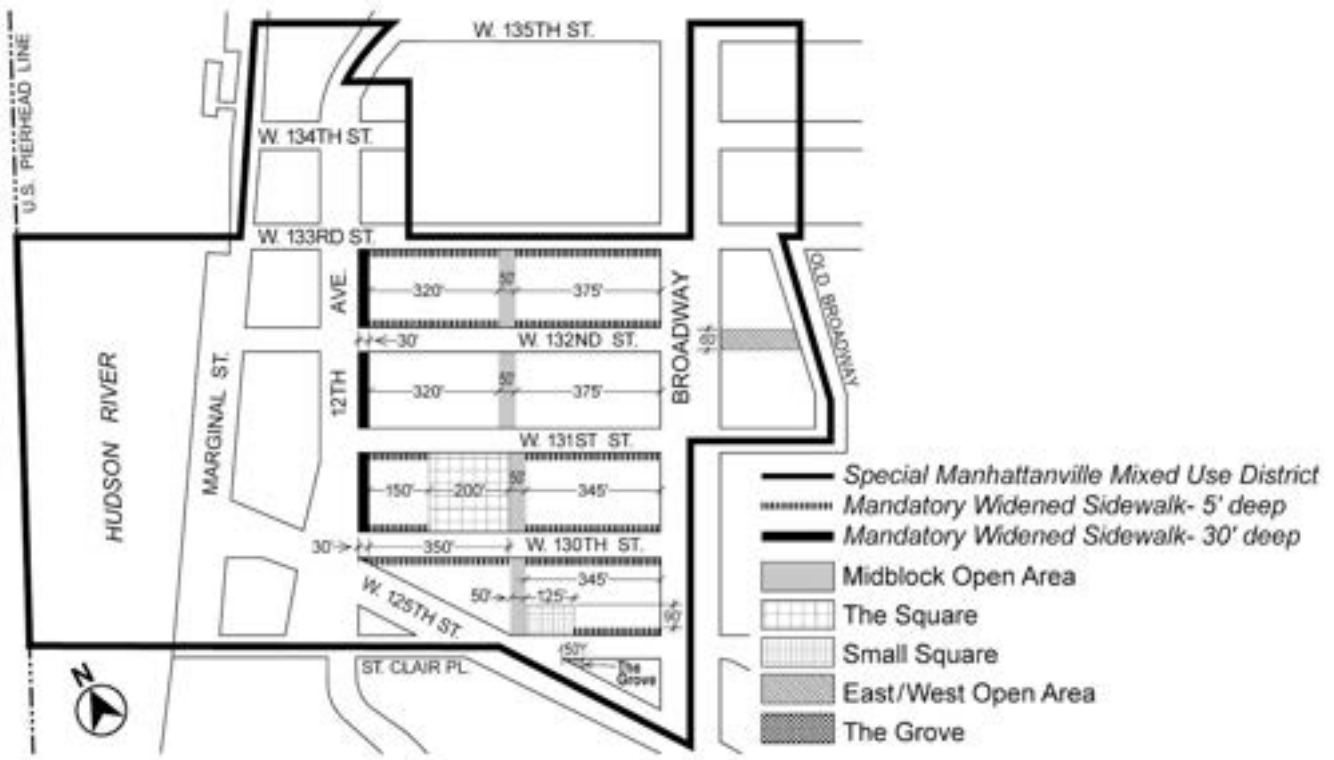 W. 135TH ST.
U.S. PIERHEAD LINE
W. 134TH ST.
W. 133RD ST.
320'
50'
375'
AVE.
OLD BROADWAY
BROADWAY
30'
W. 132ND ST.
60'
HUDSON RIVER
MARGINAL ST.
12TH
320'
50'
375'
W. 131ST ST.
150'
200'
50'
345'
30'
350'
W. 130TH ST.
345'
W. 125TH ST.
50'
125'
50'
The Grove
ST. CLAIR PL.
N
Special Manhattanville Mixed Use District
Mandatory Widened Sidewalk- 5' deep
Mandatory Widened Sidewalk- 30' deep
Midblock Open Area
The Square
Small Square
East/West Open Area
The Grove